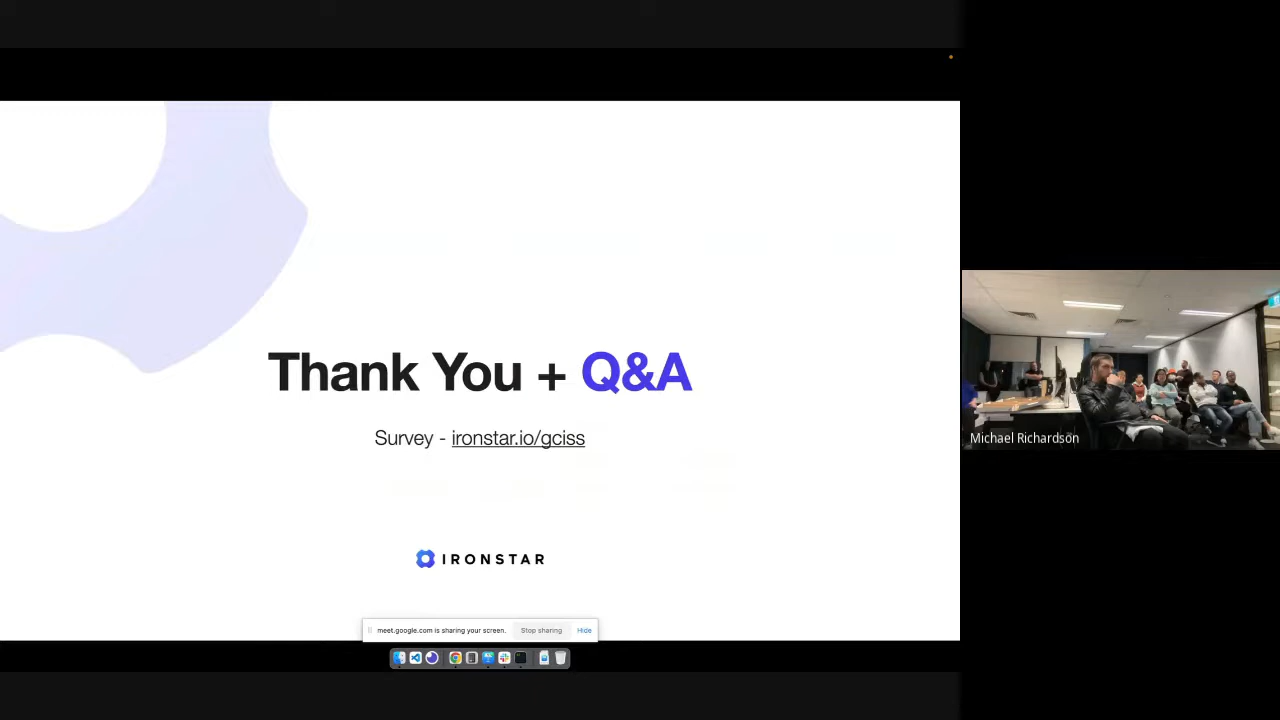 Thank You + Q&A
Survey - ironstar.io/gciss
IRONSTAR
meet.google.com is sharing your screen. Stop sharing Hide
Michael Richardson